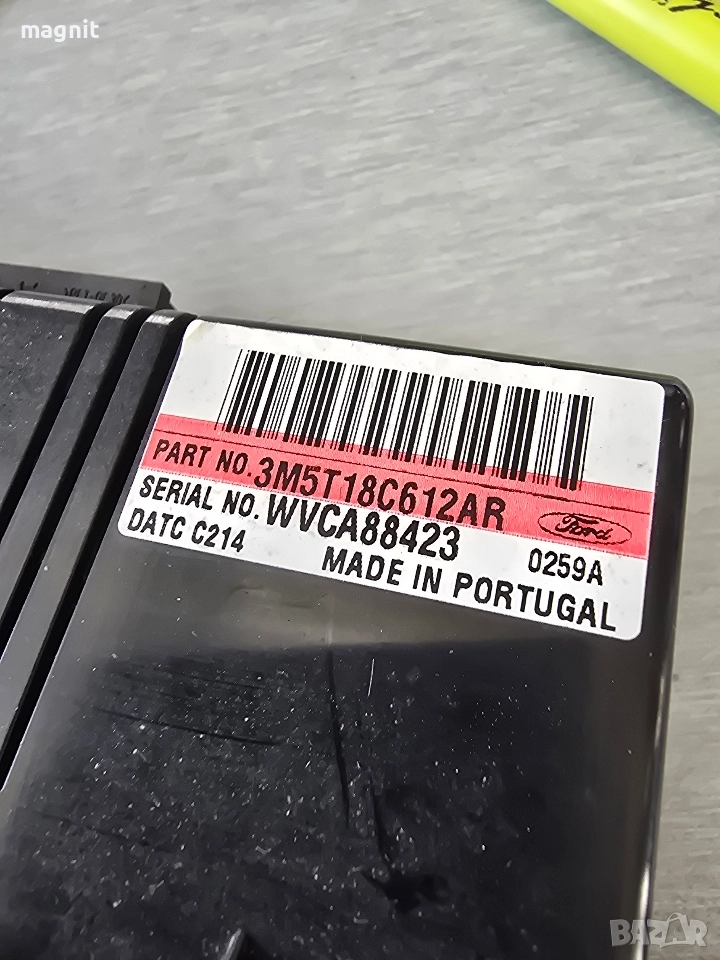 magnit
PART NO. 3M5T18C612AR
Ford
SERIAL NO. WVCA88423
DATC C214
0259A
MADE IN PORTUGAL
BAZAR